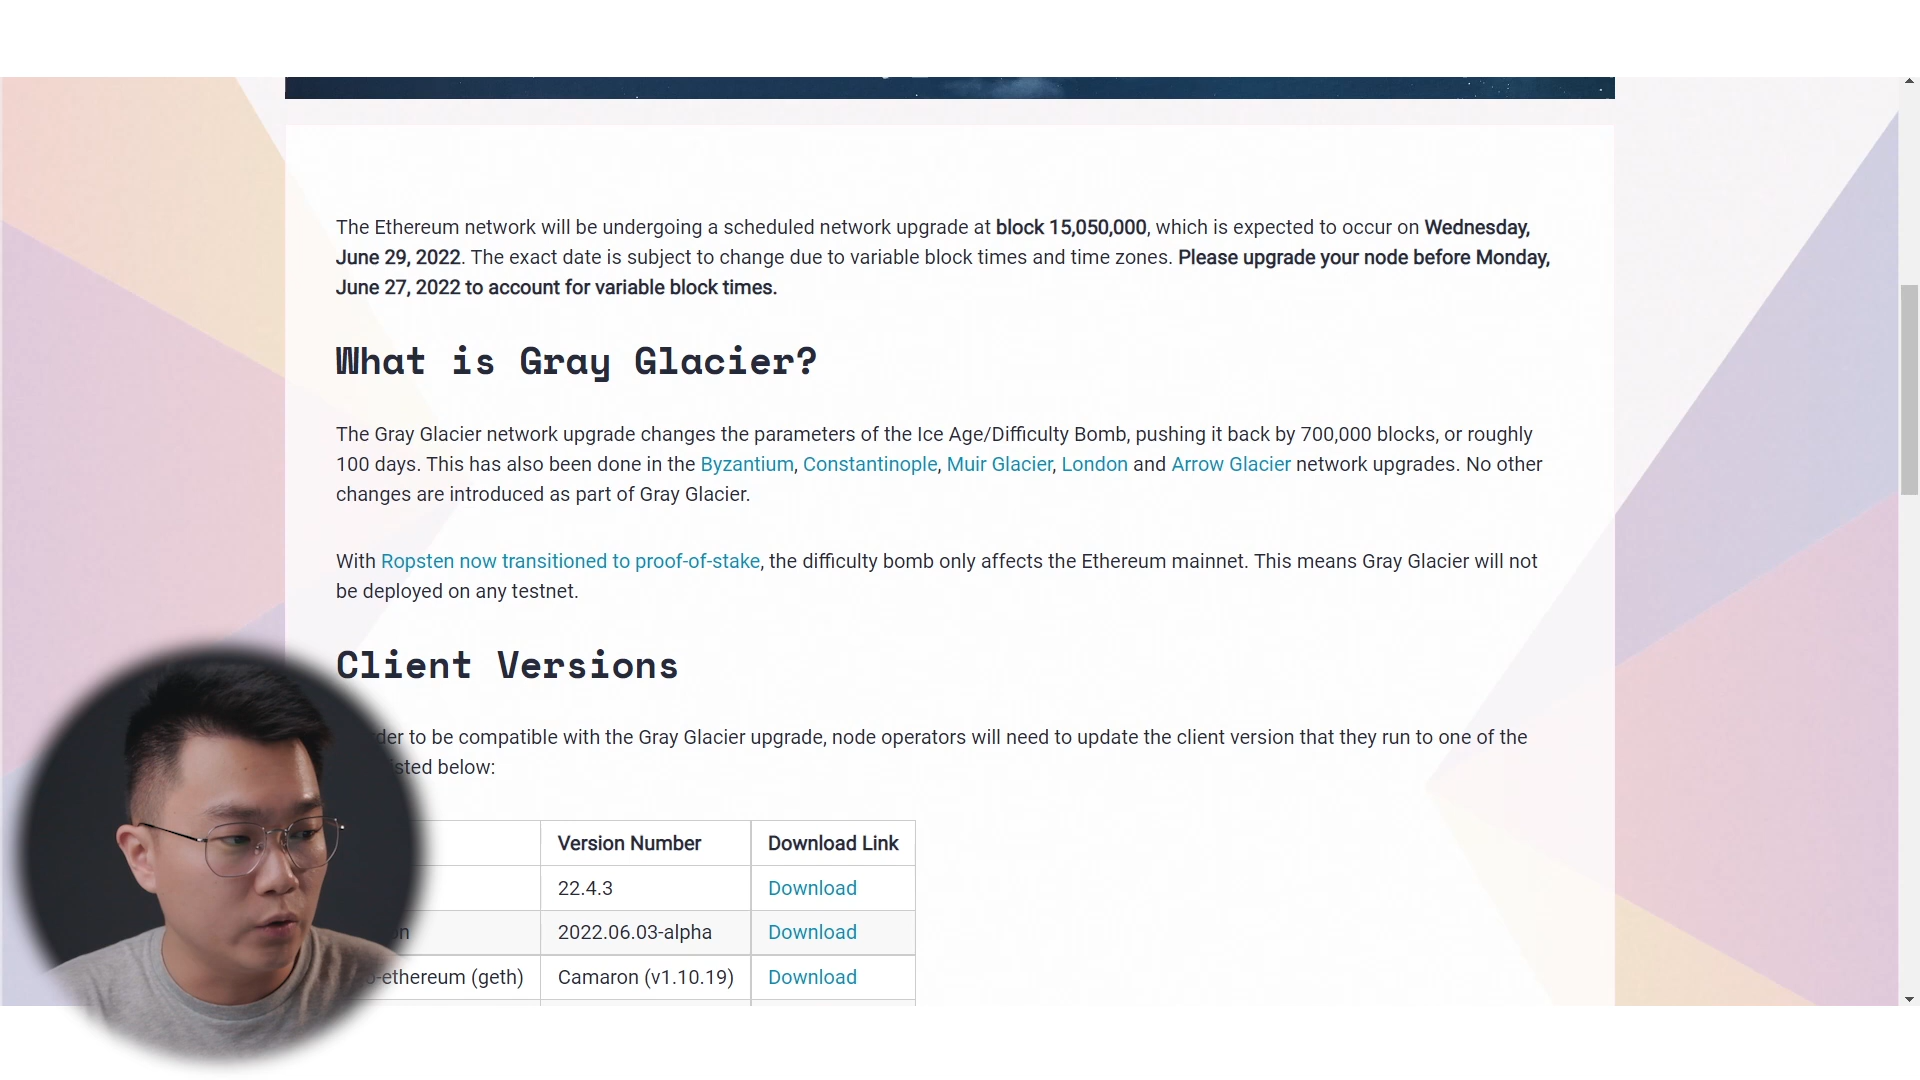 The Ethereum network will be undergoing a scheduled network upgrade at block 15,050,000, which is expected to occur on Wednesday,
June 29, 2022. The exact date is subject to change due to variable block times and time zones. Please upgrade your node before Monday,
June 27, 2022 to account for variable block times.
What is Gray Glacier?
The Gray Glacier network upgrade changes the parameters of the Ice Age/Difficulty Bomb, pushing it back by 700,000 blocks, or roughly
100 days. This has also been done in the Byzantium, Constantinople, Muir Glacier, London and Arrow Glacier network upgrades. No other
changes are introduced as part of Gray Glacier.
With Ropsten now transitioned to proof-of-stake, the difficulty bomb only affects the Ethereum mainnet. This means Gray Glacier will not
be deployed on any testnet.
Client Versions
to be compatible with the Gray Glacier upgrade, node operators will need to update the client version that they run to one of the
below:
Version Number Download Link
22.4.3 Download
2022.06.03-alpha Download
-ethereum (geth) Camaron (v1.10.19) Download